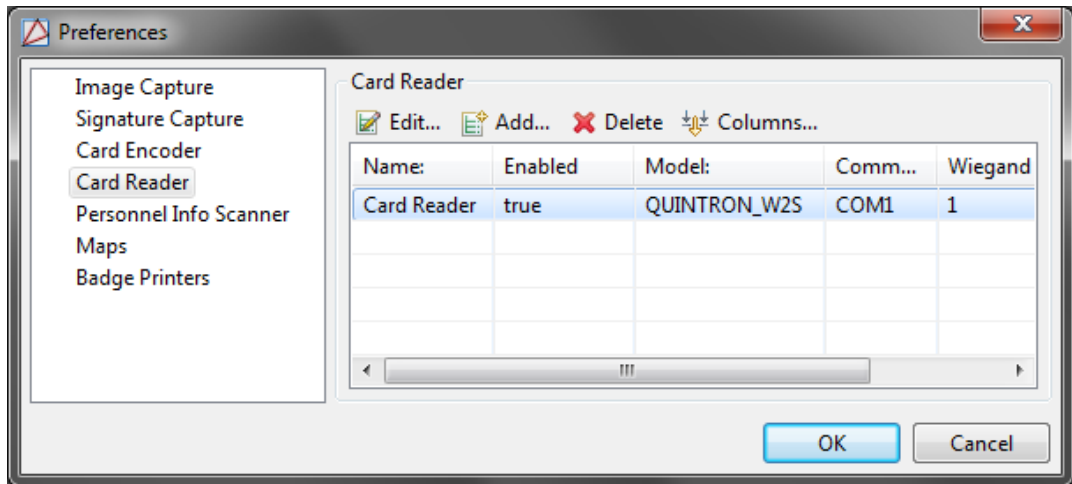 Preferences
Image Capture
Signature Capture
Card Encoder
Card Reader
Personnel Info Scanner
Maps
Badge Printers
Card Reader
Edit... Add... Delete Columns...
Name: Enabled Model: Comm... Wiegand
Card Reader true QUINTRON_W2S COM1 1
OK Cancel